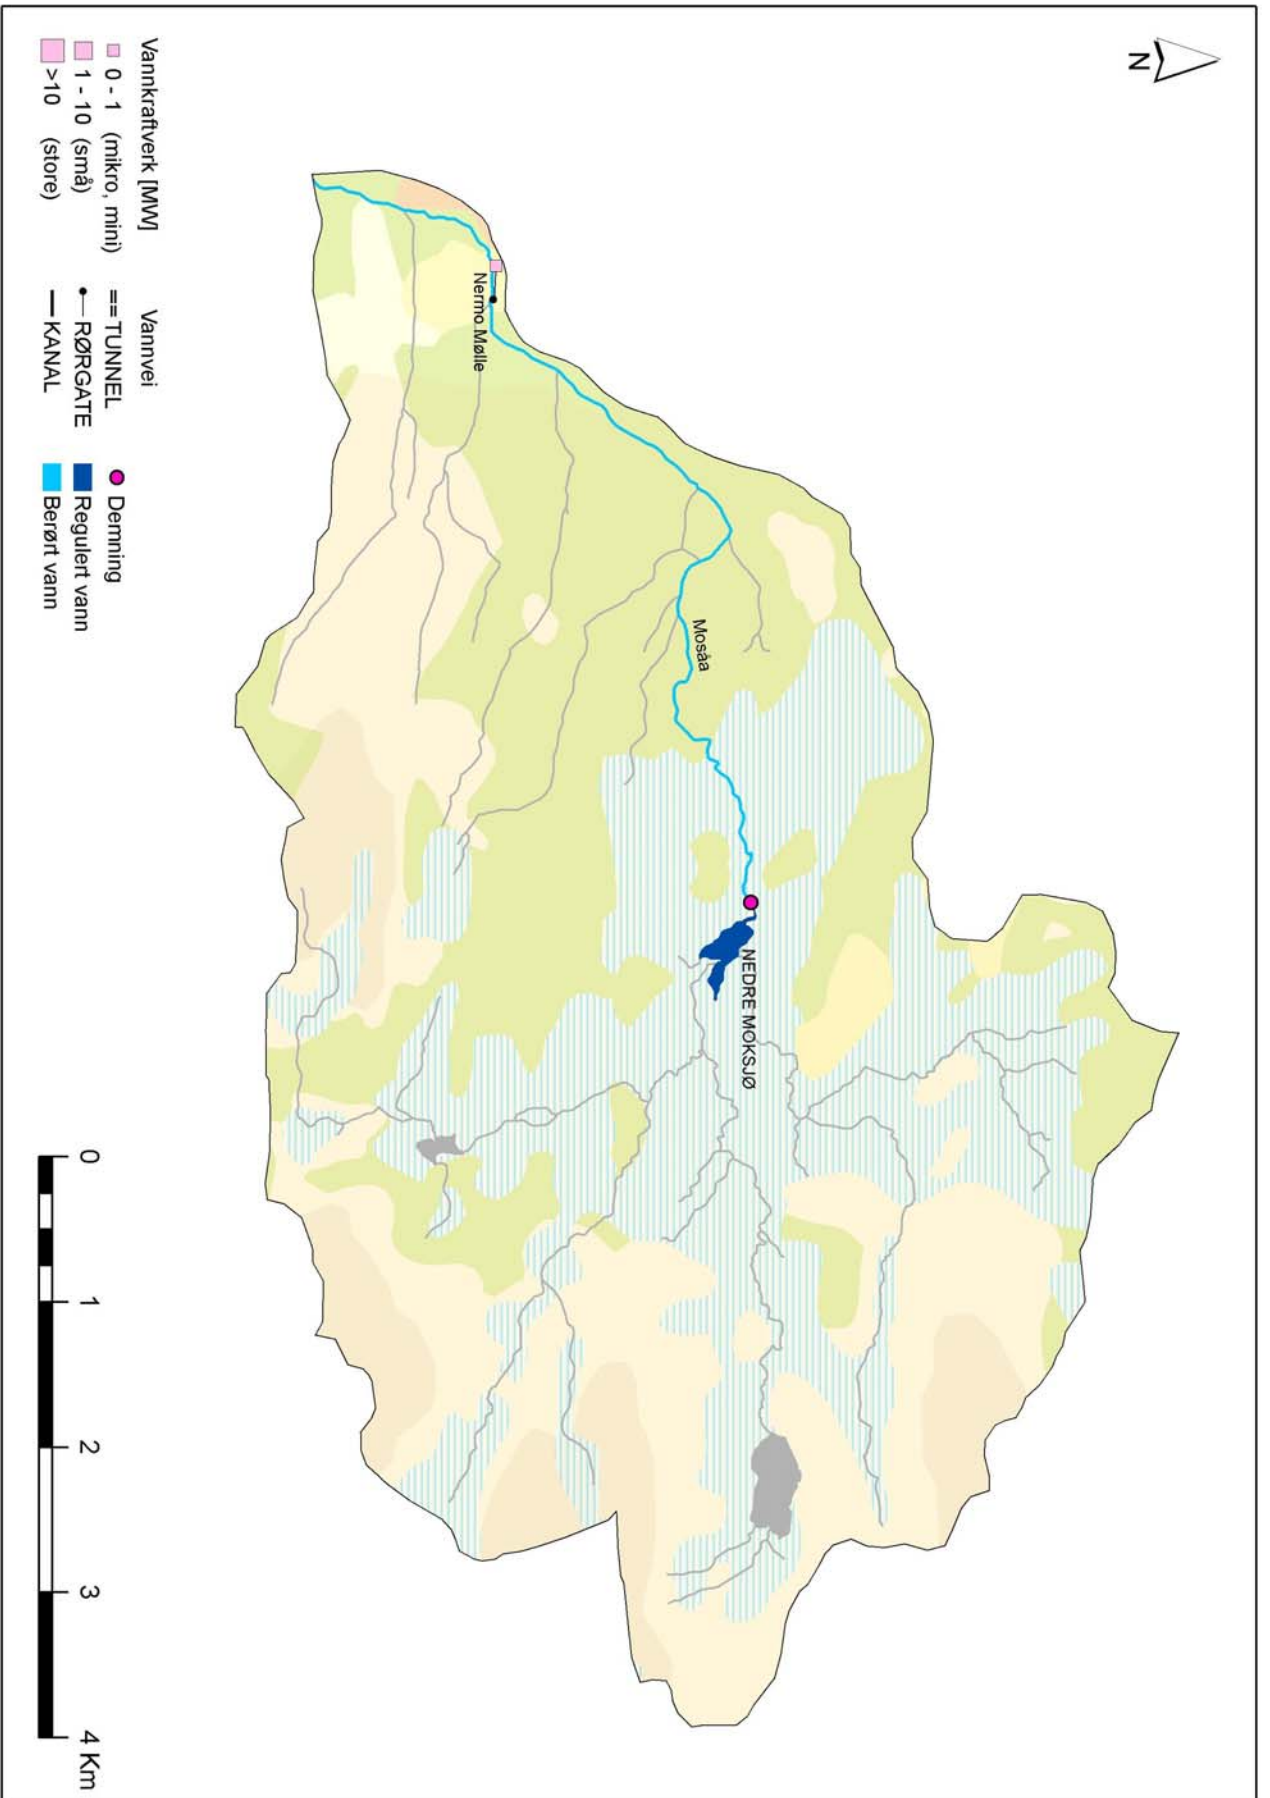 N
Nermo Mølle
Mosåa
NEDRE MOKSJØ
Vannkraftverk [MW]
0 - 1 (mikro, mini)
1 - 10 (små)
>10 (store)
Vannvei
TUNNEL
RØRGATE
KANAL
Demning
Regulert vann
Berørt vann
0 1 2 3 4 Km